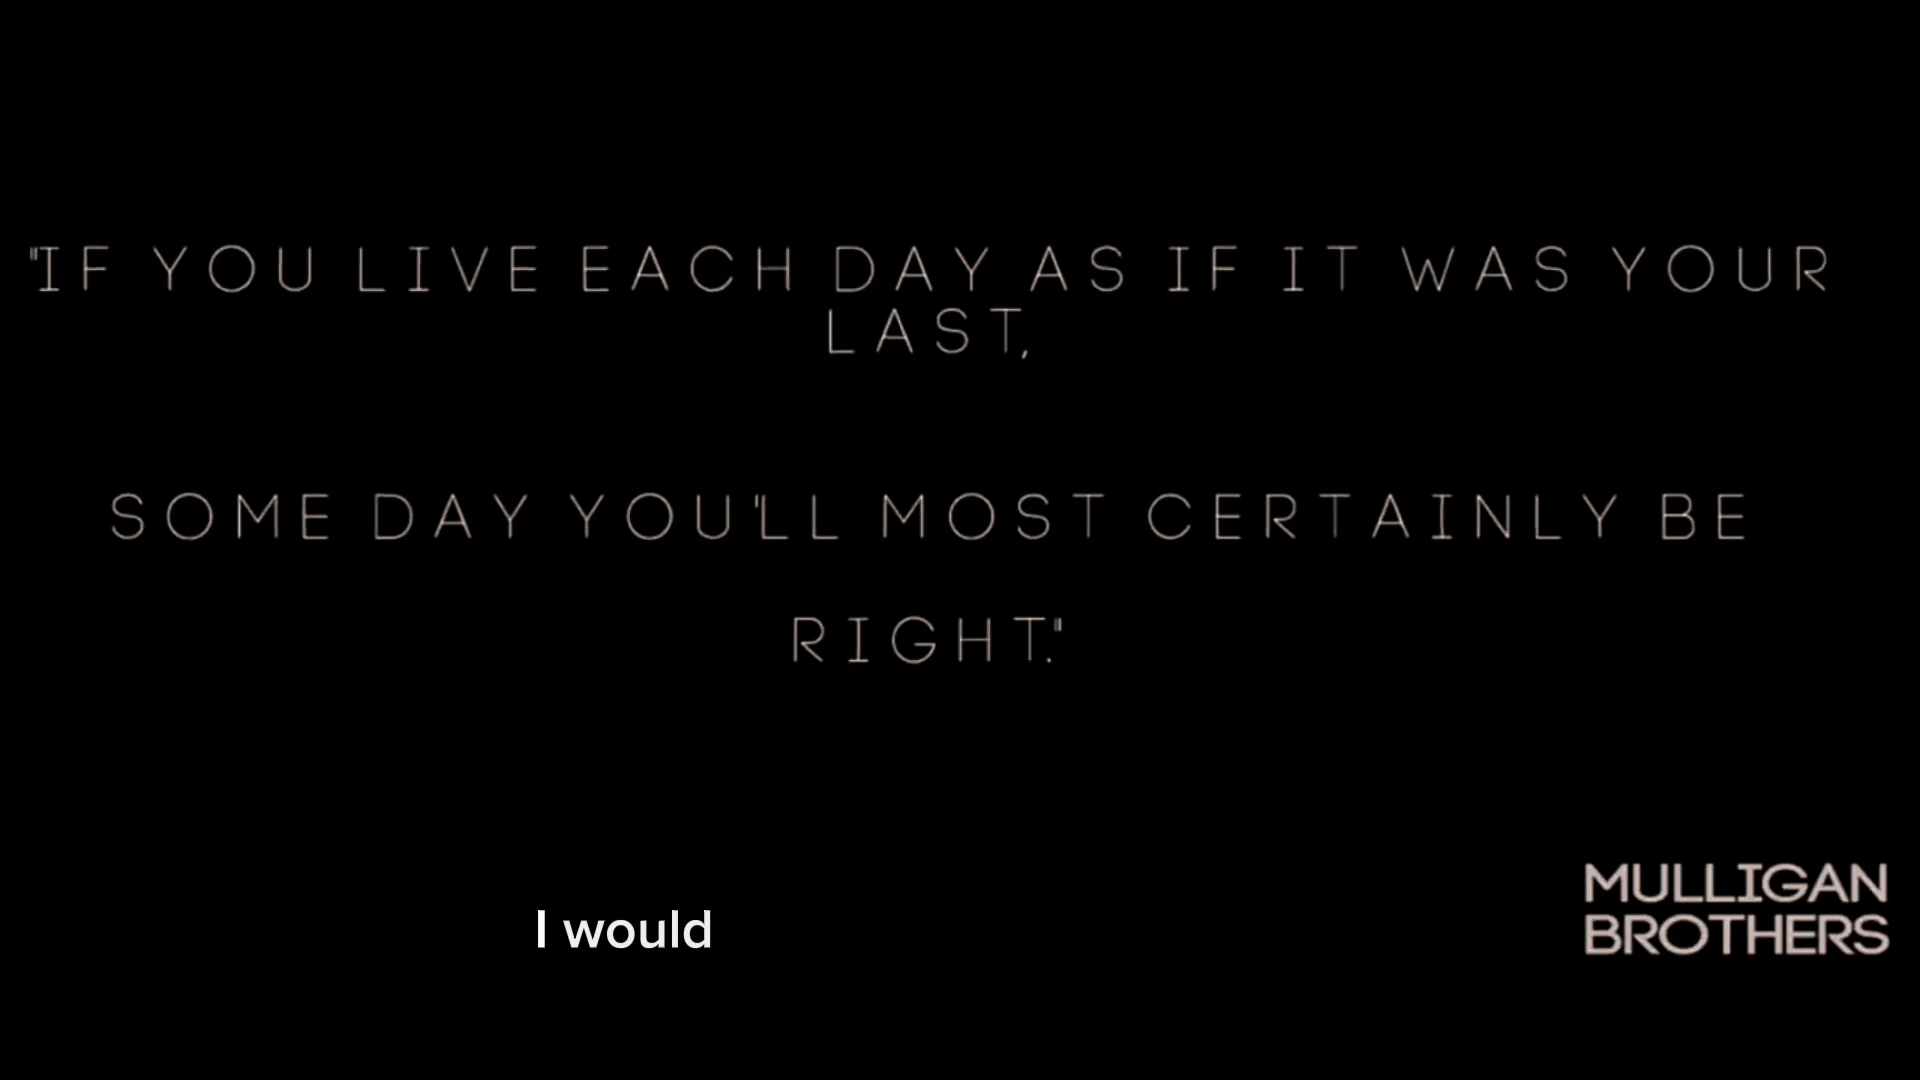 "IF YOU LIVE EACH DAY AS IF IT WAS YOUR
LAST,
SOME DAY YOU'LL MOST CERTAINLY BE
RIGHT."
I would
MULLIGAN
BROTHERS